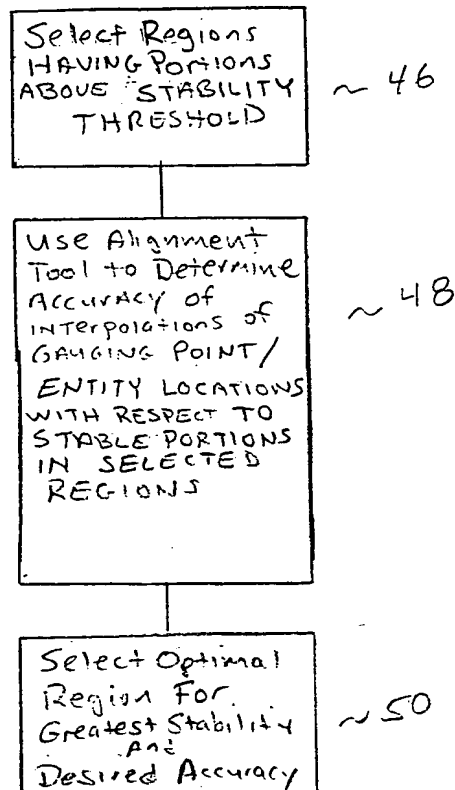 Select Regions
HAVING Portions
ABOVE STABILITY
THRESHOLD
~ 46
Use Alignment
Tool to Determine
Accuracy of
Interpolations of
GAUGING POINT/
ENTITY LOCATIONS
WITH RESPECT TO
STABLE PORTIONS
IN SELECTED
REGIONS
~ 48
Select Optimal
Region For
Greatest Stability
And
Desired Accuracy
~ 50